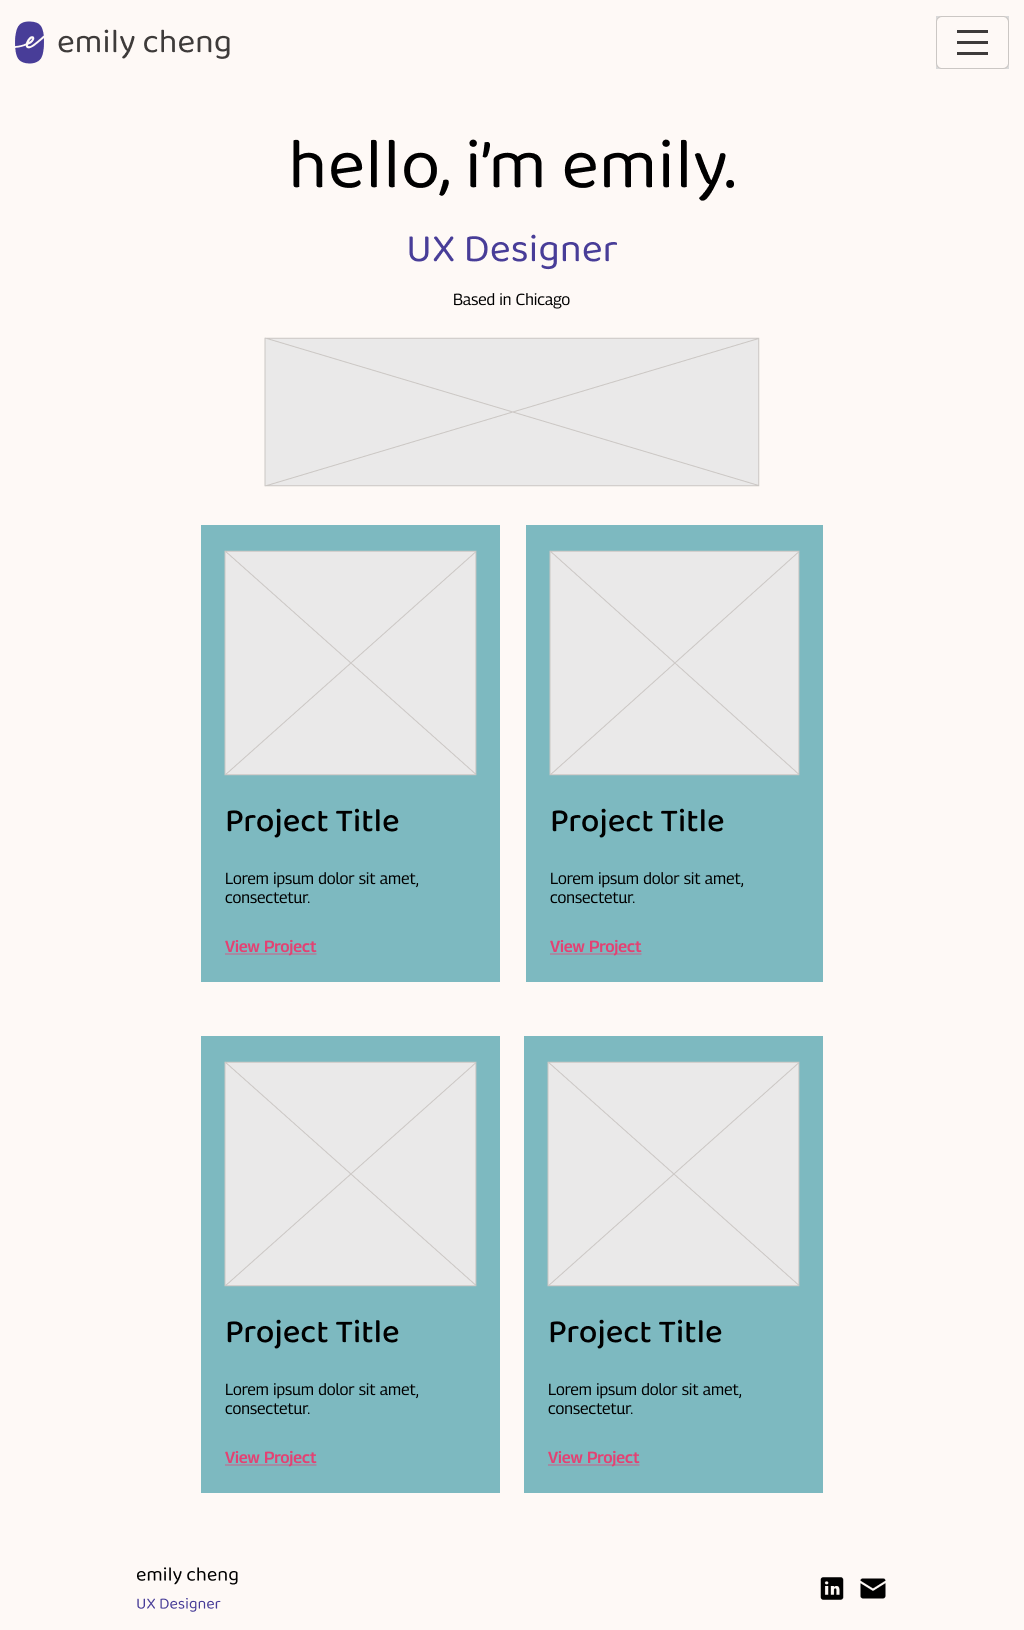 e emily cheng
hello, i'm emily.
UX Designer
Based in Chicago
Project Title
Lorem ipsum dolor sit amet,
consectetur.
View Project
Project Title
Lorem ipsum dolor sit amet,
consectetur.
View Project
Project Title
Lorem ipsum dolor sit amet,
consectetur.
View Project
Project Title
Lorem ipsum dolor sit amet,
consectetur.
View Project
emily cheng
UX Designer
in